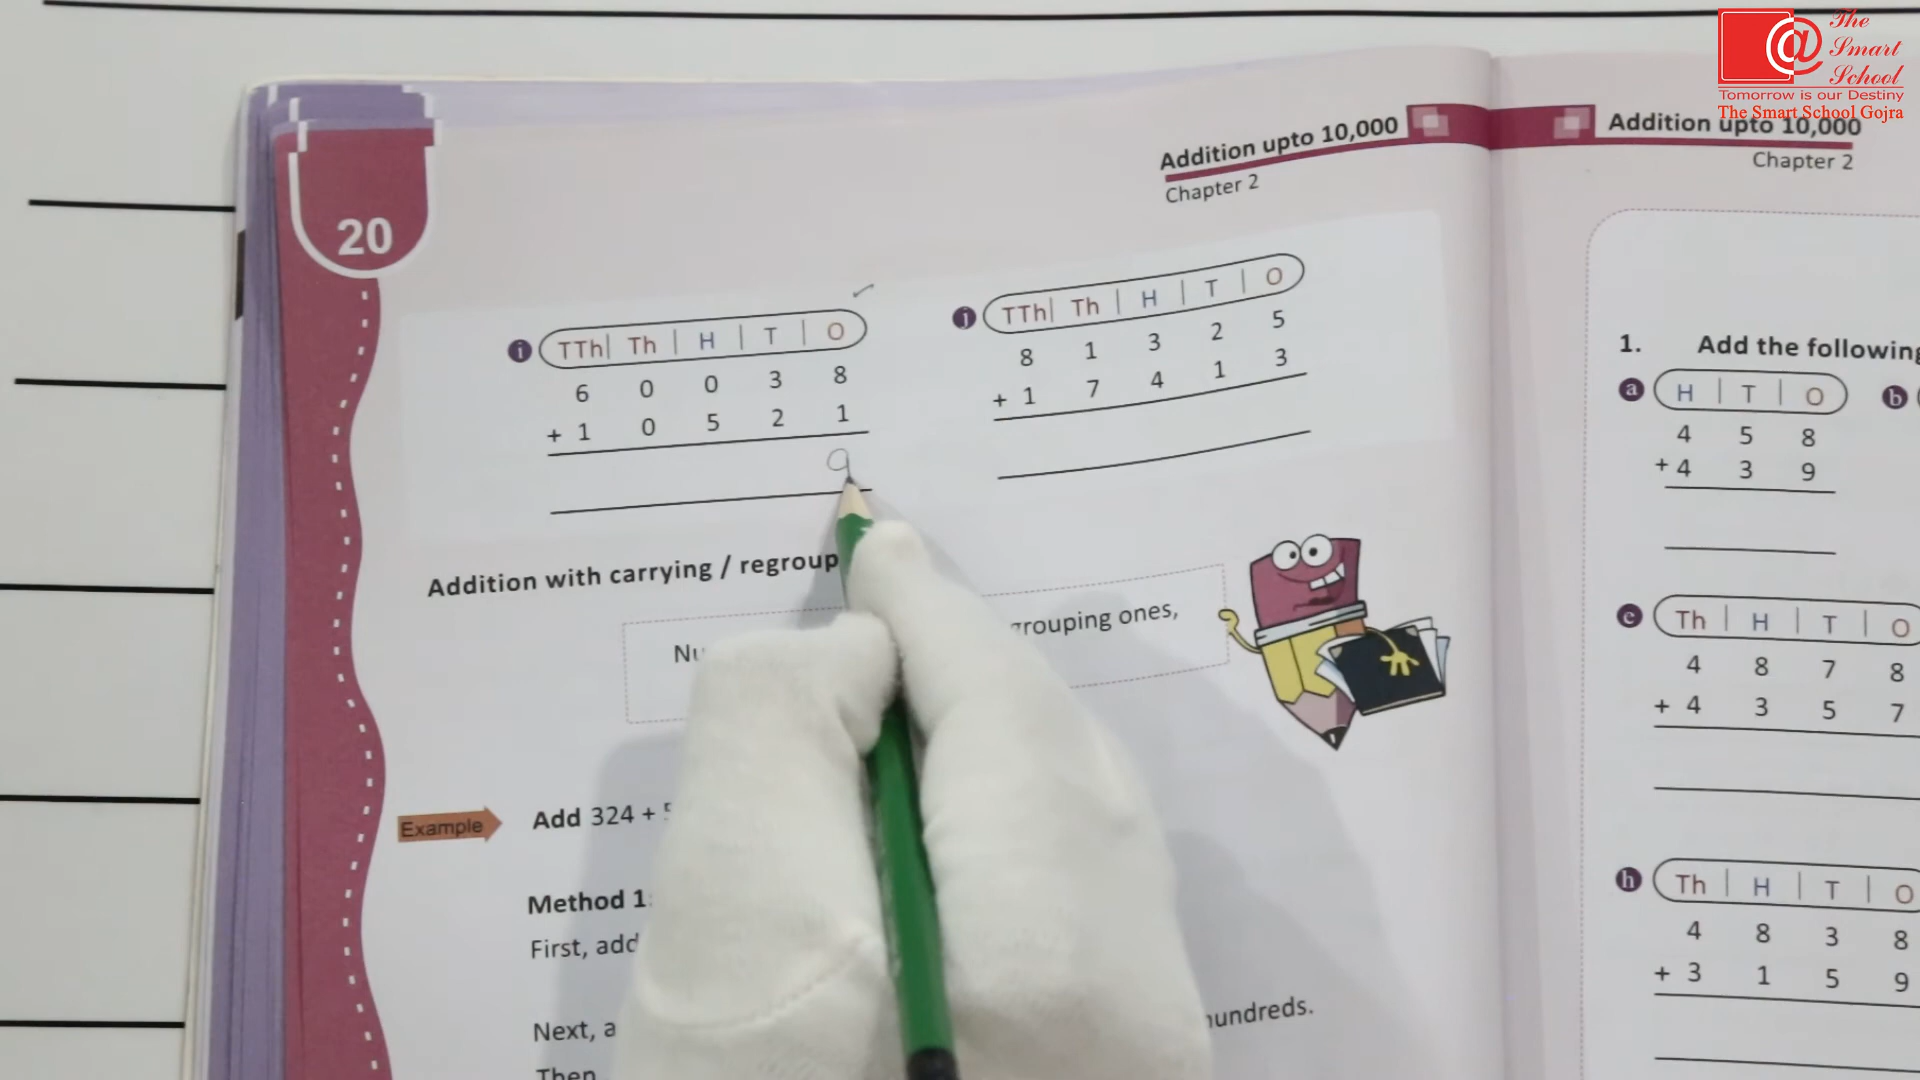 The
Smart
School
Tomorrow is our Destiny
The Smart School Gojra
20
Addition upto 10,000
Chapter 2
i TTh | Th | H | T | O
6 0 0 3 8
+ 1 0 5 2 1
9
j TTh | Th | H | T | O
8 1 3 2 5
+ 1 7 4 1 3
Addition with carrying / regroup
grouping ones,
Example
Add 324 +
Method 1
First, add
Next, a
hundreds.
Then
Addition upto 10,000
Chapter 2
1. Add the following
a H | T | O
4 5 8
+ 4 3 9
b
c Th | H | T | O
4 8 7 8
+ 4 3 5 7
h Th | H | T | O
4 8 3 8
+ 3 1 5 9